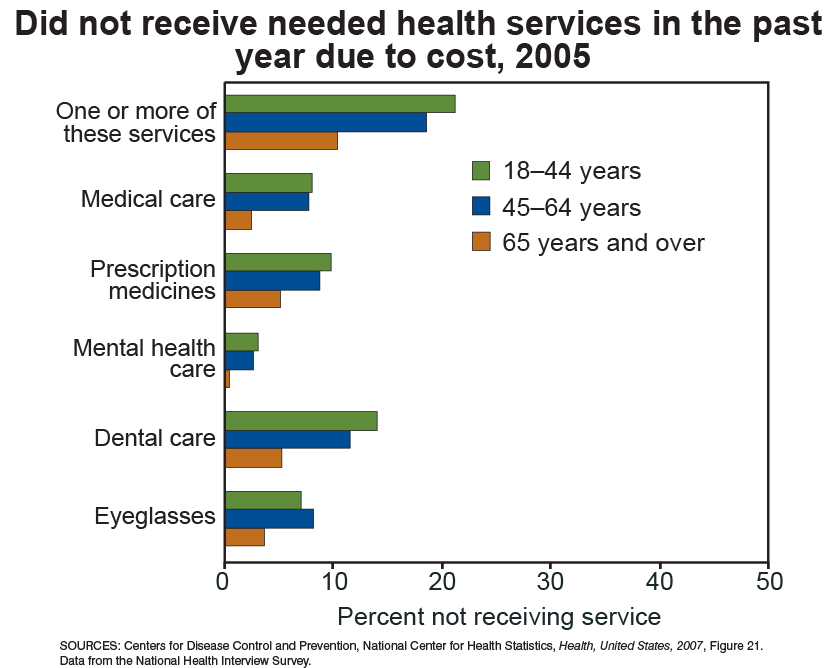 Did not receive needed health services in the past
year due to cost, 2005
One or more of
these services
Medical care
Prescription
medicines
Mental health
care
Dental care
Eyeglasses
18–44 years
45–64 years
65 years and over
0 10 20 30 40 50
Percent not receiving service
SOURCES: Centers for Disease Control and Prevention, National Center for Health Statistics, Health, United States, 2007, Figure 21.
Data from the National Health Interview Survey.